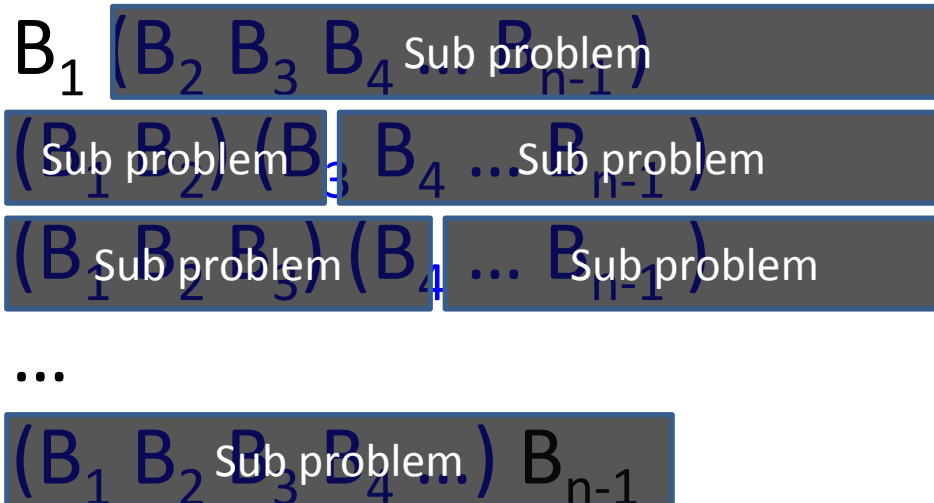 B₁ (B₂ B₃ B₄ ... Bₙ₋₁) Sub problem
(B₁ B₂) (B₃ B₄ ... Bₙ₋₁) Sub problem Sub problem
(B₁ B₂ B₃) (B₄ ... Bₙ₋₁) Sub problem Sub problem
...
(B₁ B₂ B₃ B₄ ...) Bₙ₋₁ Sub problem